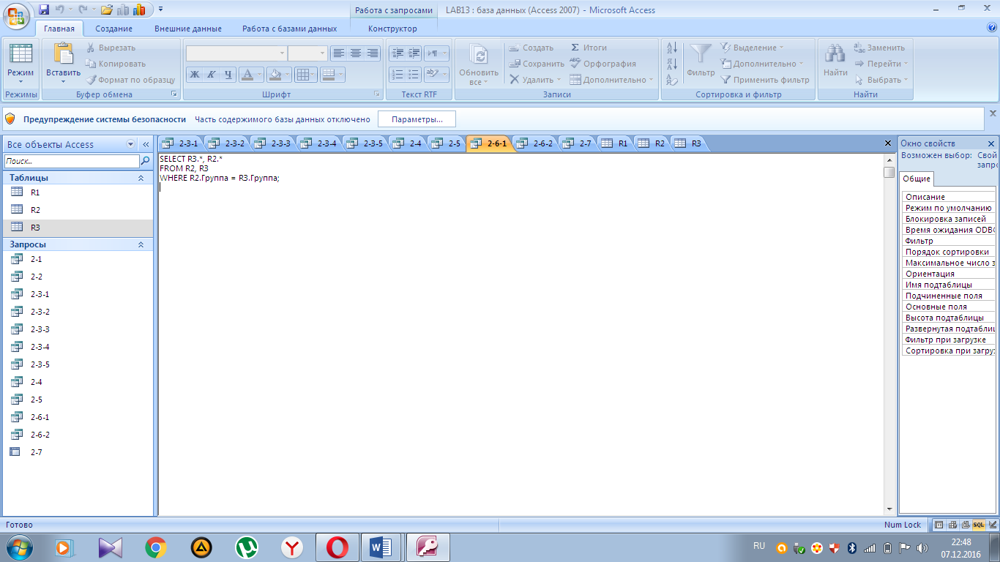 Работа с запросами
LAB13 : база данных (Access 2007) - Microsoft Access
Главная
Создание
Внешние данные
Работа с базами данных
Конструктор
Режим
Режимы
Вставить
Вырезать
Копировать
Формат по образцу
Буфер обмена
Ж К Ч
А
Шрифт
Текст RTF
Обновить
все
Создать
Сохранить
Удалить
Итоги
Орфография
Дополнительно
Записи
Фильтр
Выделение
Дополнительно
Применить фильтр
Сортировка и фильтр
Найти
Заменить
Перейти
Выбрать
Найти
Предупреждение системы безопасности
Часть содержимого базы данных отключено
Параметры...
Все объекты Access
Поиск...
Таблицы
R1
R2
R3
Запросы
2-1
2-2
2-3-1
2-3-2
2-3-3
2-3-4
2-3-5
2-4
2-5
2-6-1
2-6-2
2-7
2-3-1
2-3-2
2-3-3
2-3-4
2-3-5
2-4
2-5
2-6-1
2-6-2
2-7
R1
R2
R3
SELECT R3.*, R2.*
FROM R2, R3
WHERE R2.Группа = R3.Группа;
Окно свойств
Возможен выбор: Свой
запро
Общие
Описание
Режим по умолчанию
Блокировка записей
Время ожидания ODBC
Фильтр
Порядок сортировки
Максимальное число з
Ориентация
Имя подтаблицы
Подчиненные поля
Основные поля
Высота подтаблицы
Развернутая подтаблиц
Фильтр при загрузке
Сортировка при загруз
Готово
Num Lock
SQL
RU
22:48
07.12.2016